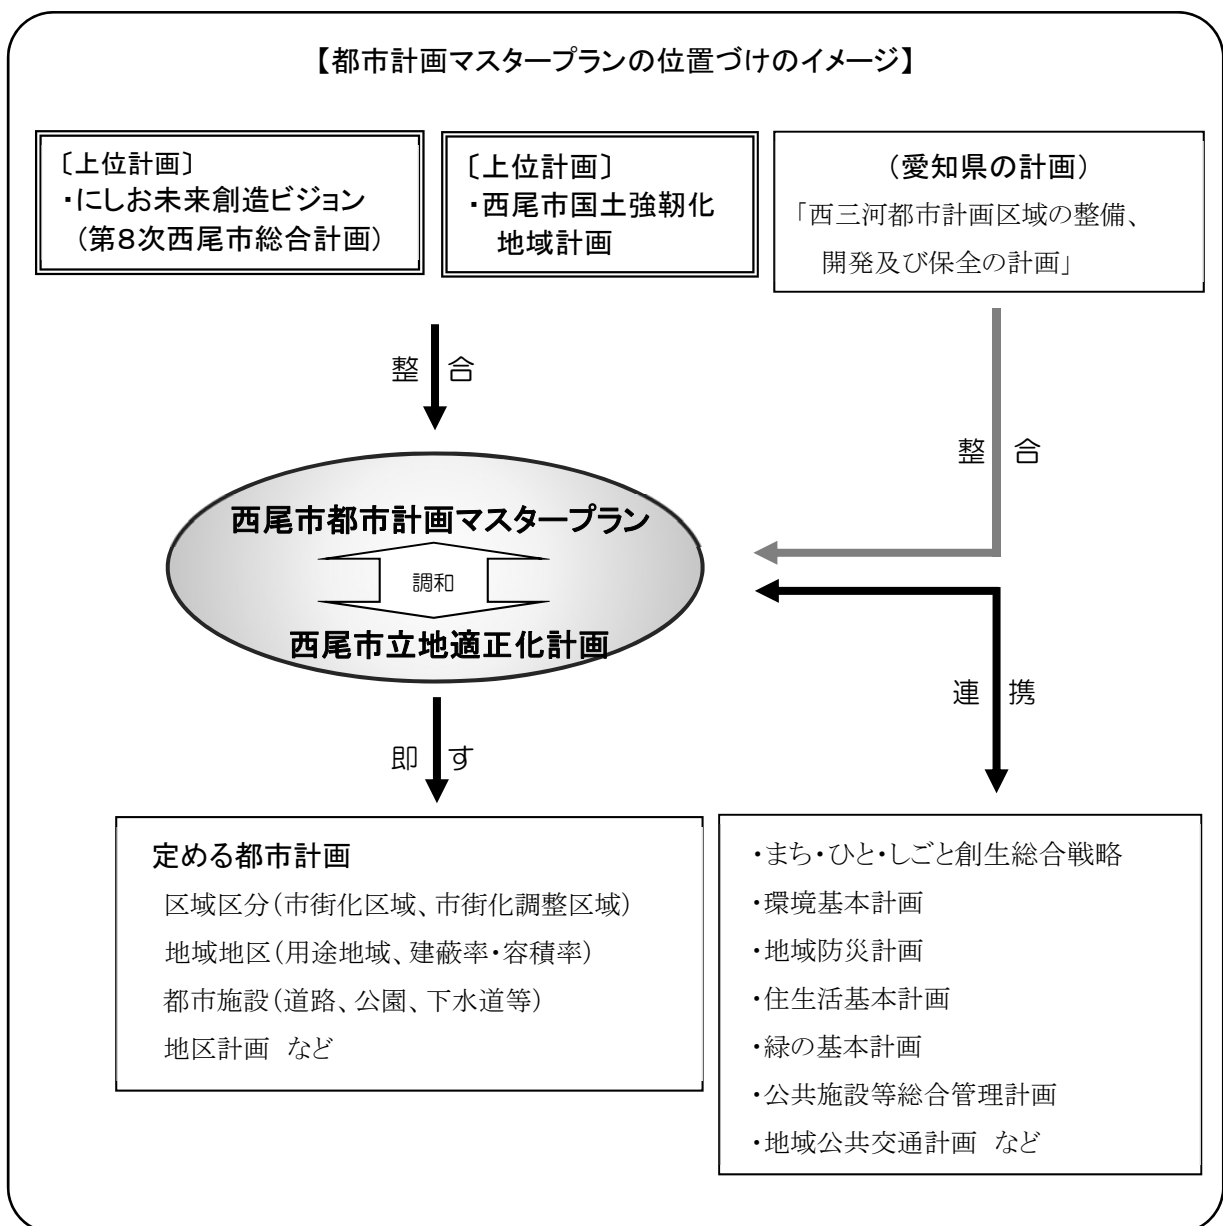 【都市計画マスタープランの位置づけのイメージ】
〔上位計画〕
・にしお未来創造ビジョン
（第８次西尾市総合計画）
〔上位計画〕
・西尾市国土強靭化
地域計画
（愛知県の計画）
「西三河都市計画区域の整備、
開発及び保全の計画」
整 合
整 合
西尾市都市計画マスタープラン
調和
西尾市立地適正化計画
連 携
即 す
定める都市計画
区域区分（市街化区域、市街化調整区域）
地域地区（用途地域、建蔽率・容積率）
都市施設（道路、公園、下水道等）
地区計画 など
・まち・ひと・しごと創生総合戦略
・環境基本計画
・地域防災計画
・住生活基本計画
・緑の基本計画
・公共施設等総合管理計画
・地域公共交通計画 など